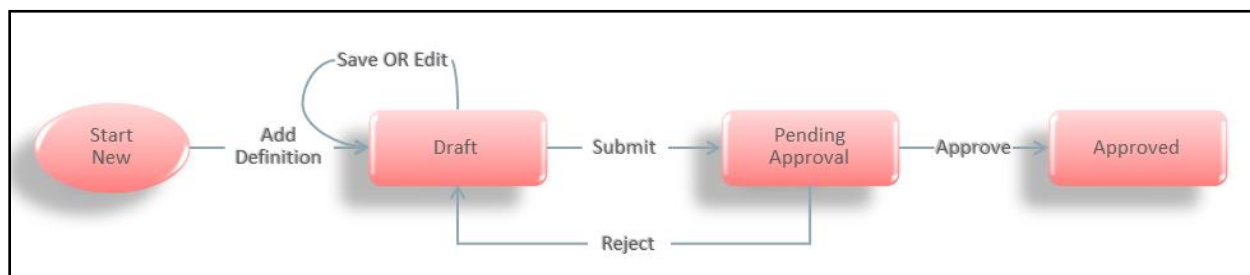 Save OR Edit
Start
New
Add
Definition
Draft
Submit
Pending
Approval
Approve
Approved
Reject